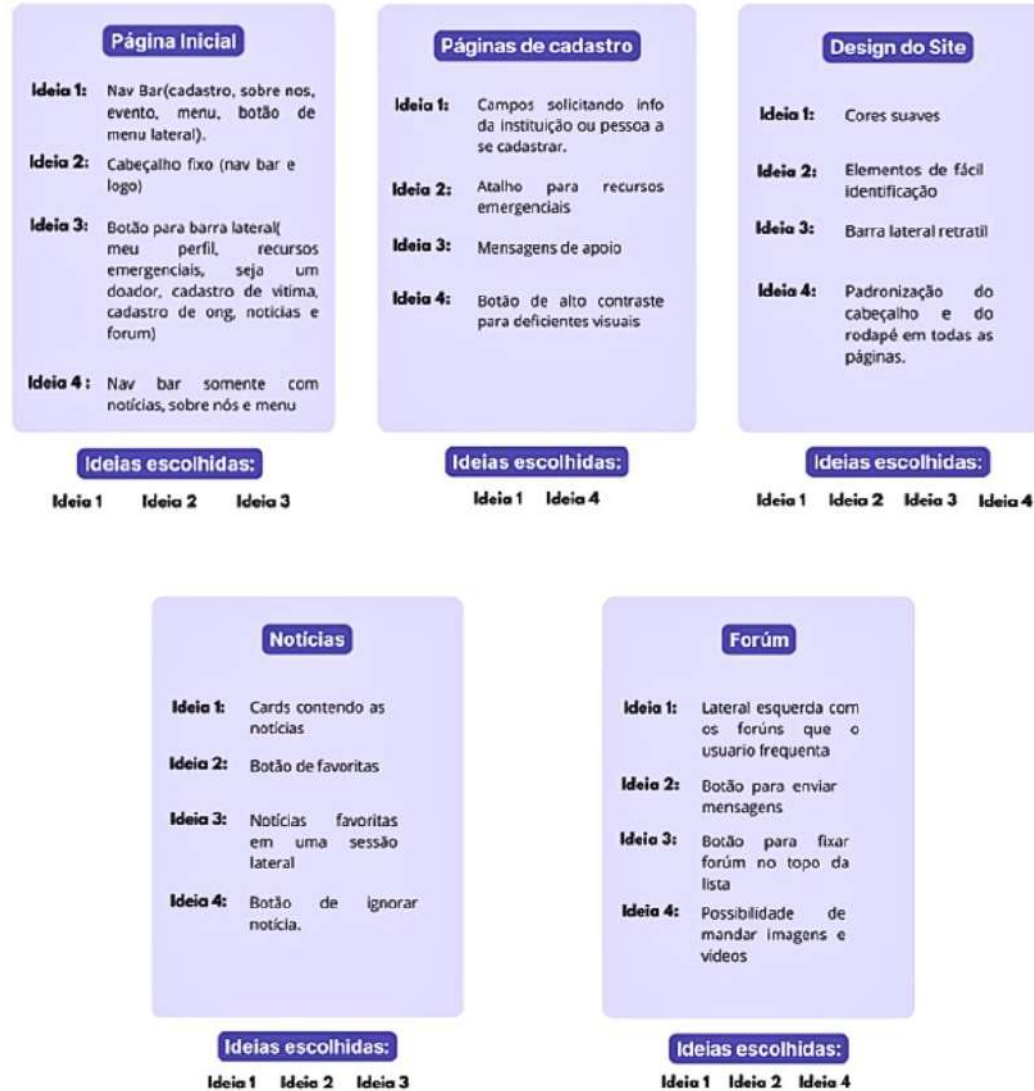 Página Inicial
Ideia 1: Nav Bar(cadastro, sobre nos,
evento, menu, botão de
menu lateral).
Ideia 2: Cabeçalho fixo (nav bar e
logo)
Ideia 3: Botão para barra lateral(
meu perfil, recursos
emergenciais, seja um
doador, cadastro de vitima,
cadastro de ong, noticias e
forum)
Ideia 4 : Nav bar somente com
notícias, sobre nós e menu
Ideias escolhidas:
Ideia 1 Ideia 2 Ideia 3
Páginas de cadastro
Ideia 1: Campos solicitando info
da instituição ou pessoa a
se cadastrar.
Ideia 2: Atalho para recursos
emergenciais
Ideia 3: Mensagens de apoio
Ideia 4: Botão de alto contraste
para deficientes visuais
Ideias escolhidas:
Ideia 1 Ideia 4
Design do Site
Ideia 1: Cores suaves
Ideia 2: Elementos de fácil
identificação
Ideia 3: Barra lateral retratil
Ideia 4: Padronização do
cabeçalho e do
rodapé em todas as
páginas.
Ideias escolhidas:
Ideia 1 Ideia 2 Ideia 3 Ideia 4
Notícias
Ideia 1: Cards contendo as
notícias
Ideia 2: Botão de favoritas
Ideia 3: Notícias favoritas
em uma sessão
lateral
Ideia 4: Botão de ignorar
notícia.
Ideias escolhidas:
Ideia 1 Ideia 2 Ideia 3
Forúm
Ideia 1: Lateral esquerda com
os forúns que o
usuario frequenta
Ideia 2: Botão para enviar
mensagens
Ideia 3: Botão para fixar
forúm no topo da
lista
Ideia 4: Possibilidade de
mandar imagens e
videos
Ideias escolhidas:
Ideia 1 Ideia 2 Ideia 4